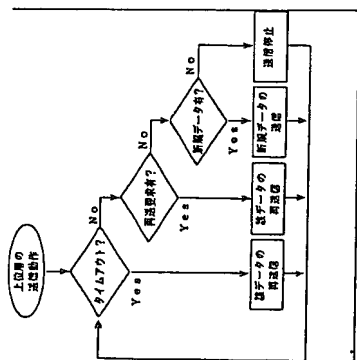 上位層の
送信動作
タイムアウト?
No
Yes
再送要求有?
No
Yes
新規データ有?
No
Yes
該データの
再送信
該データの
再送信
新規データの
送信
送信停止